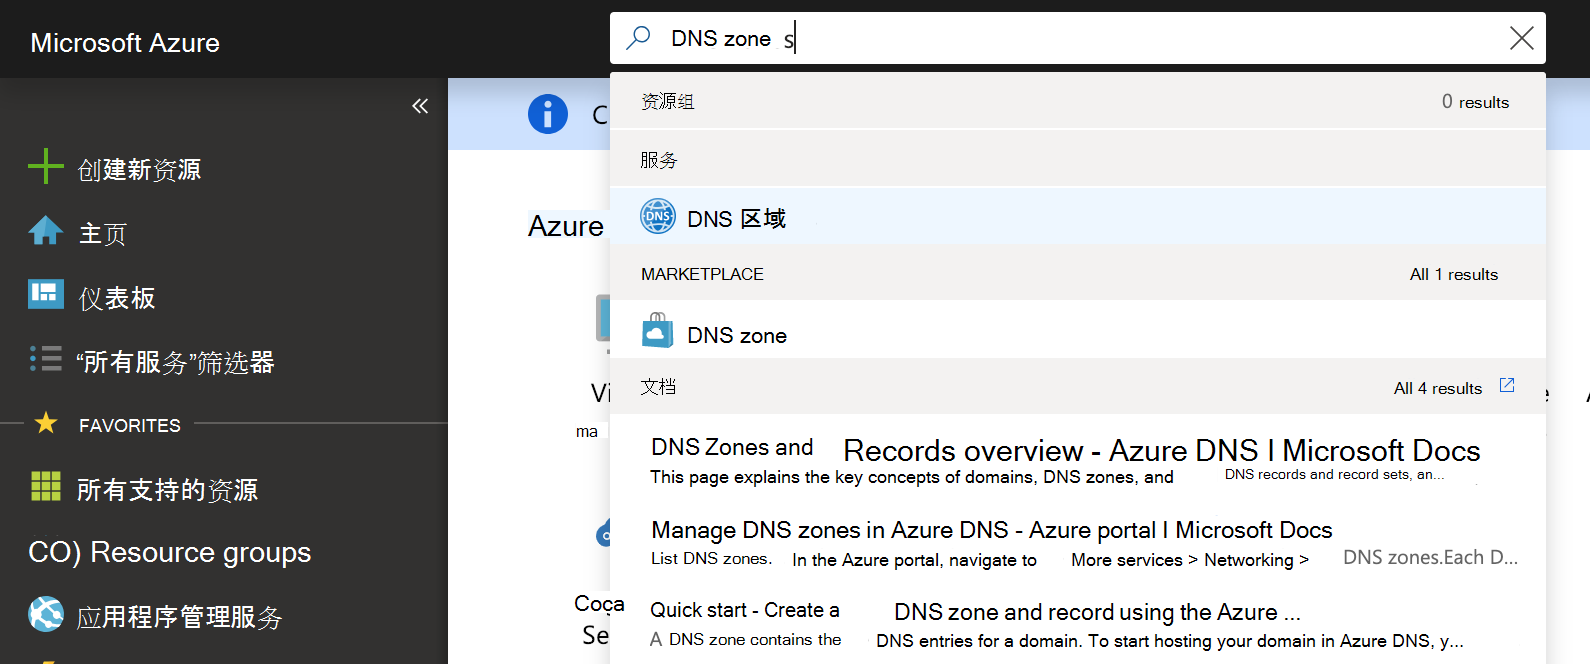 Microsoft Azure
DNS zone s
资源组
0 results
创建新资源
主页
仪表板
“所有服务”筛选器
FAVORITES
所有支持的资源
CO) Resource groups
应用程序管理服务
C
Azure
Vi
ma
Coça
Se
服务
DNS 区域
MARKETPLACE
All 1 results
DNS zone
文档
All 4 results
DNS Zones and Records overview - Azure DNS I Microsoft Docs
This page explains the key concepts of domains, DNS zones, and DNS records and record sets, an...
Manage DNS zones in Azure DNS - Azure portal I Microsoft Docs
List DNS zones. In the Azure portal, navigate to More services > Networking > DNS zones.Each D...
Quick start - Create a DNS zone and record using the Azure ...
A DNS zone contains the DNS entries for a domain. To start hosting your domain in Azure DNS, y...